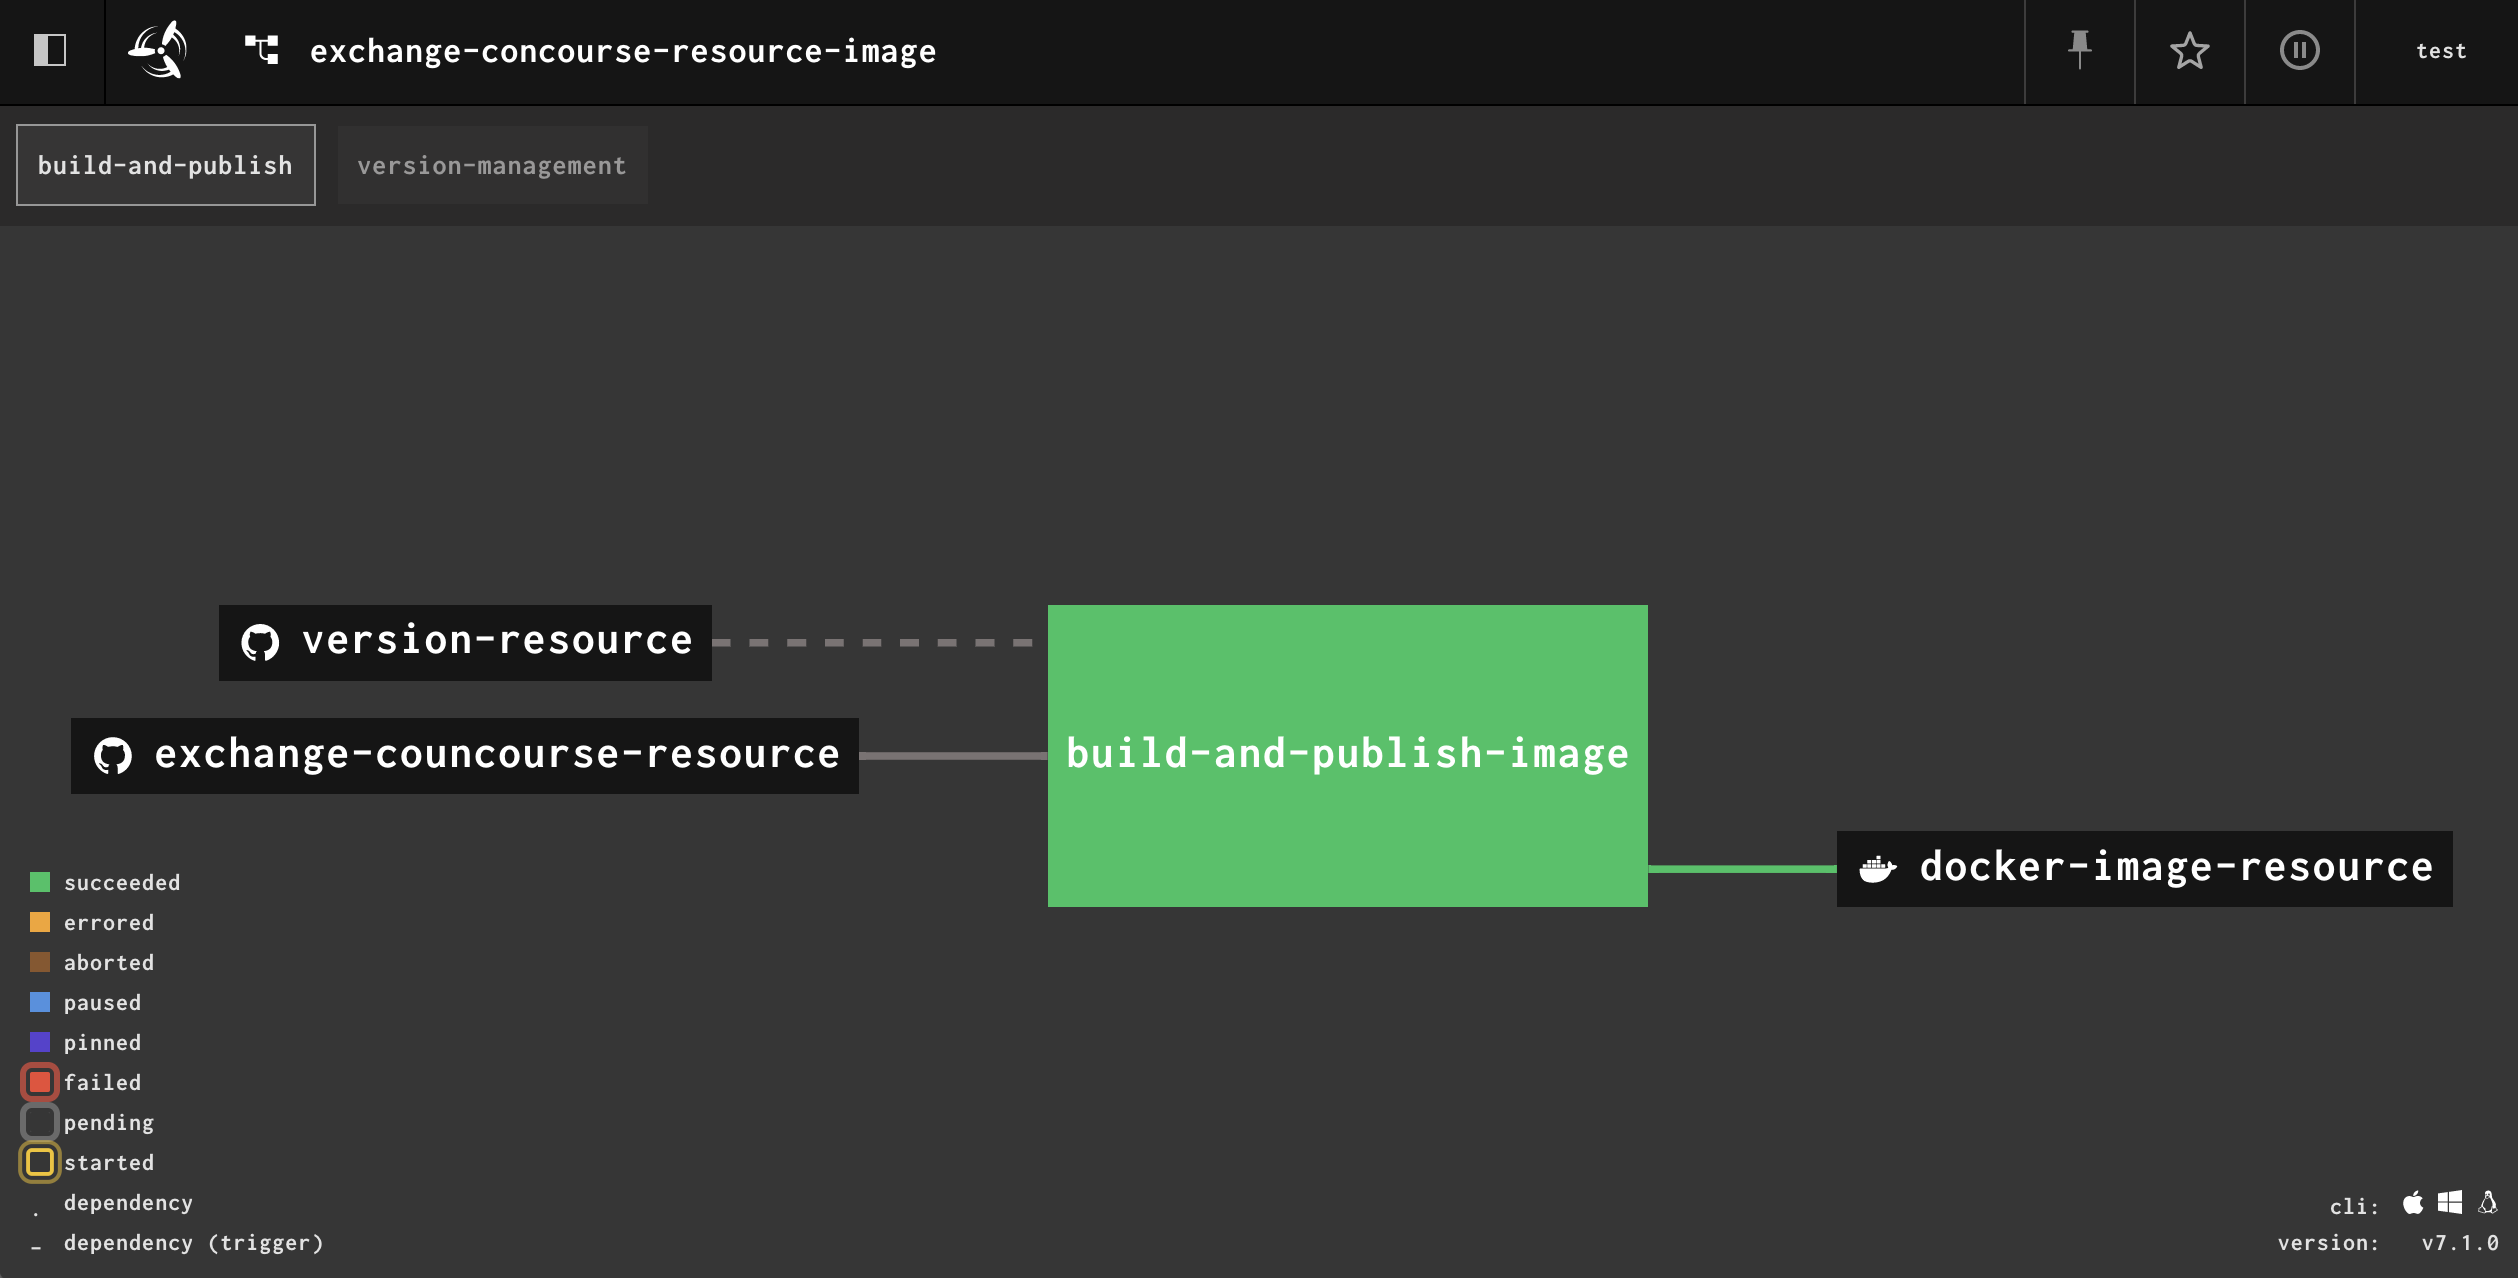 exchange-concourse-resource-image
test
build-and-publish
version-management
version-resource
exchange-councourse-resource
build-and-publish-image
docker-image-resource
succeeded
errored
aborted
paused
pinned
failed
pending
started
. dependency
- dependency (trigger)
cli:
version: v7.1.0